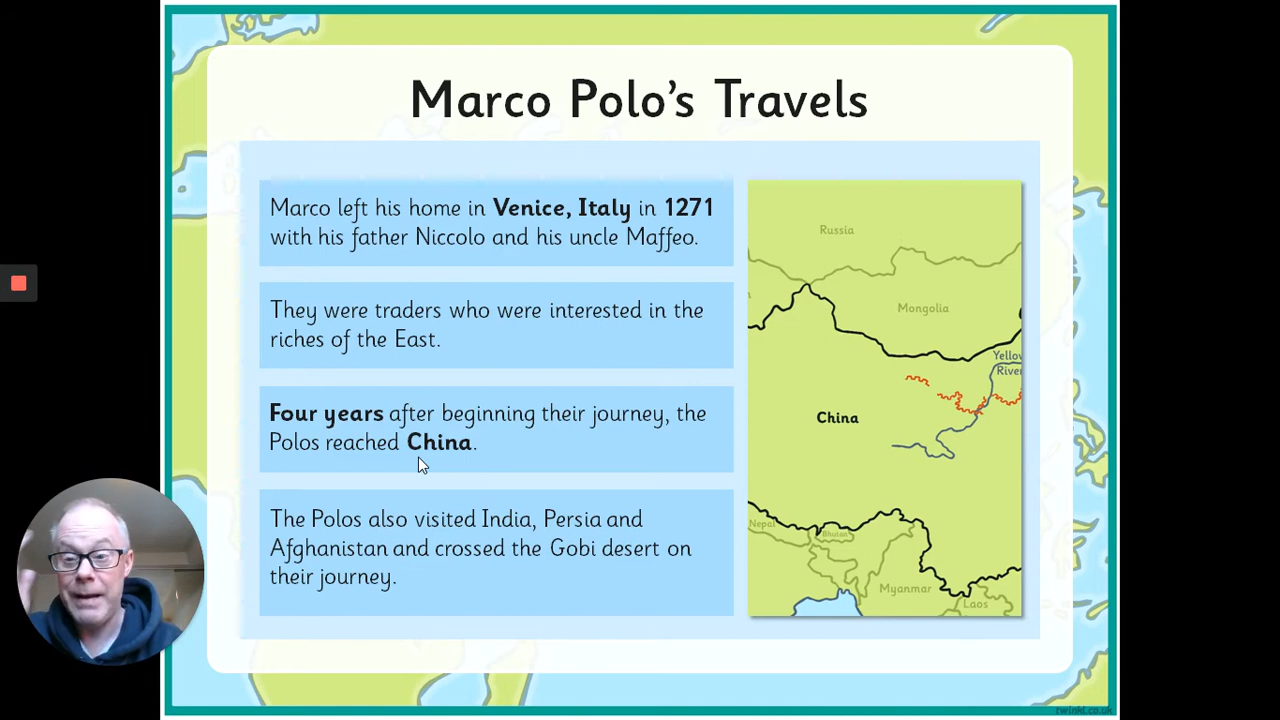 Marco Polo's Travels
Marco left his home in Venice, Italy in 1271
with his father Niccolo and his uncle Maffeo.
They were traders who were interested in the
riches of the East.
Four years after beginning their journey, the
Polos reached China.
The Polos also visited India, Persia and
Afghanistan and crossed the Gobi desert on
their journey.
Russia
Mongolia
Yellow
River
China
Nepal
Bhutan
Myanmar
Laos
twinkl.co.uk